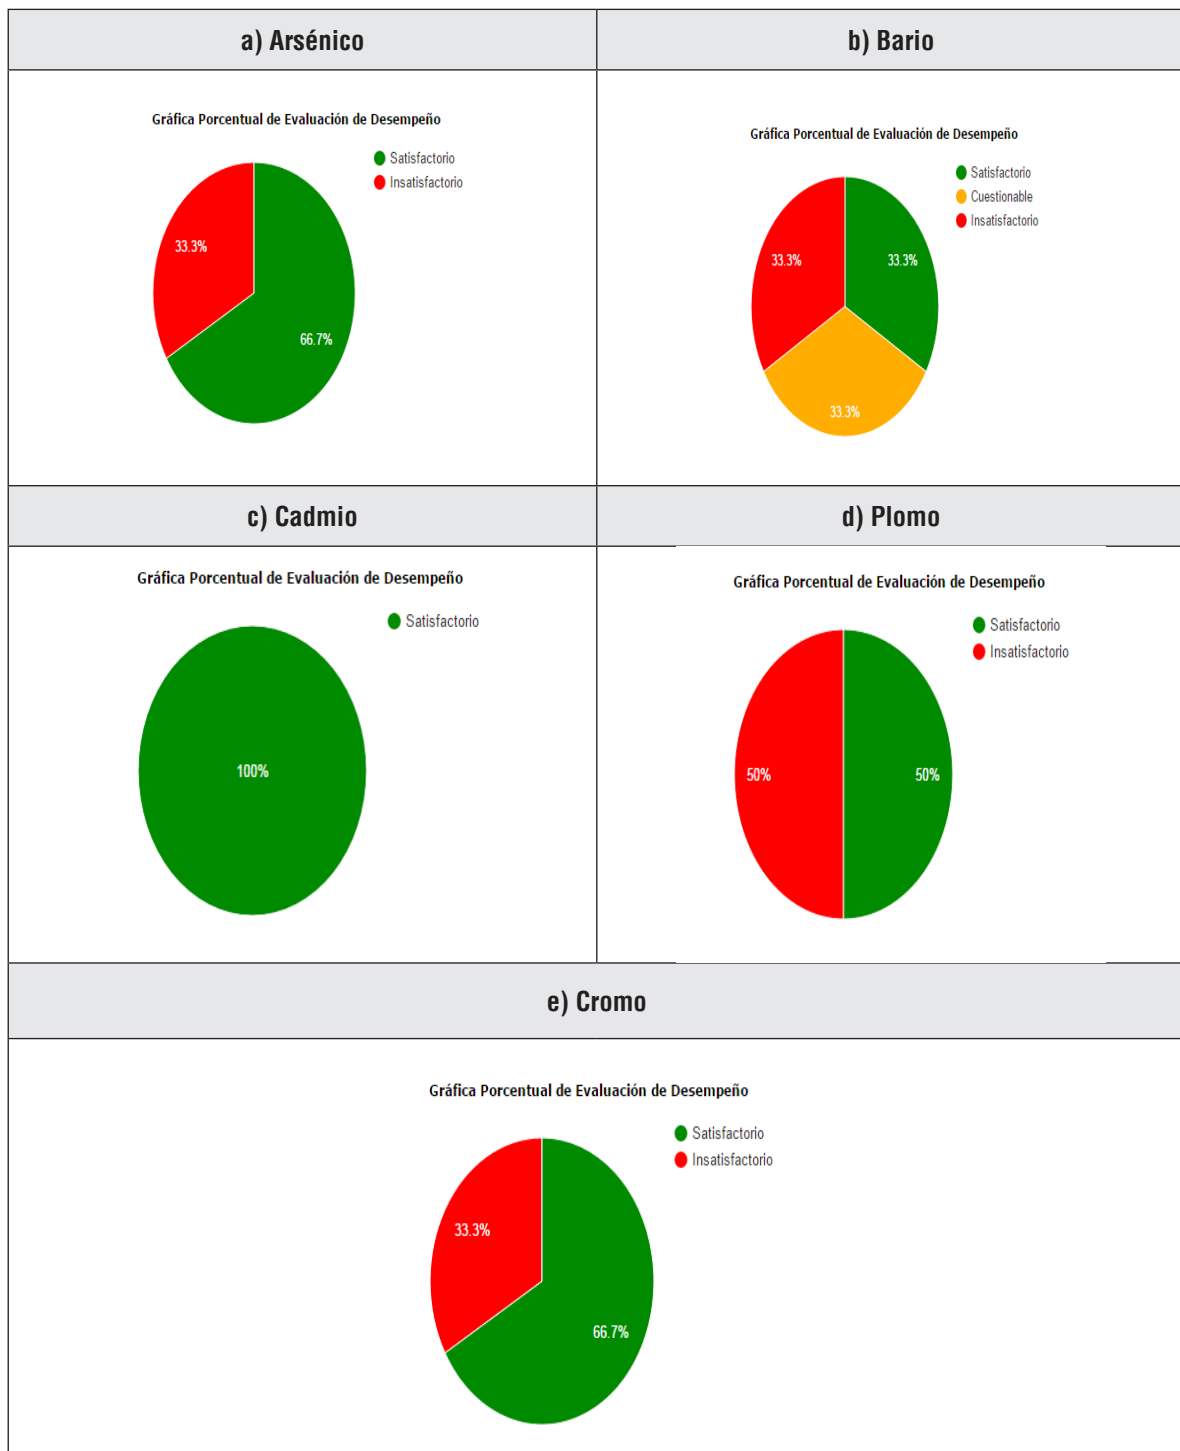 a) Arsénico
b) Bario
Gráfica Porcentual de Evaluación de Desempeño
Satisfactorio
Insatisfactorio
33.3%
66.7%
Gráfica Porcentual de Evaluación de Desempeño
Satisfactorio
Cuestionable
Insatisfactorio
33.3%
33.3%
33.3%
c) Cadmio
d) Plomo
Gráfica Porcentual de Evaluación de Desempeño
Satisfactorio
100%
Gráfica Porcentual de Evaluación de Desempeño
Satisfactorio
Insatisfactorio
50%
50%
e) Cromo
Gráfica Porcentual de Evaluación de Desempeño
Satisfactorio
Insatisfactorio
33.3%
66.7%